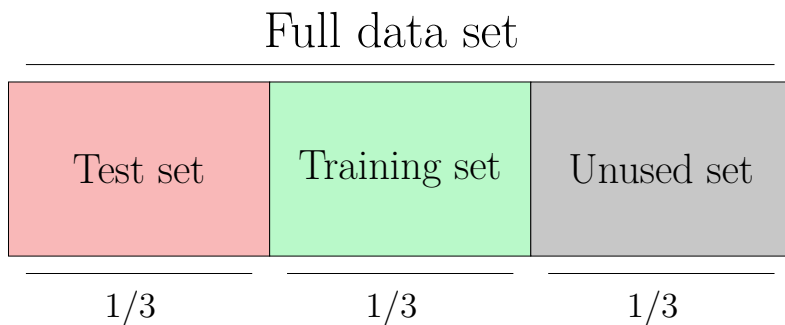 Full data set
Test set
Training set
Unused set
1/3
1/3
1/3